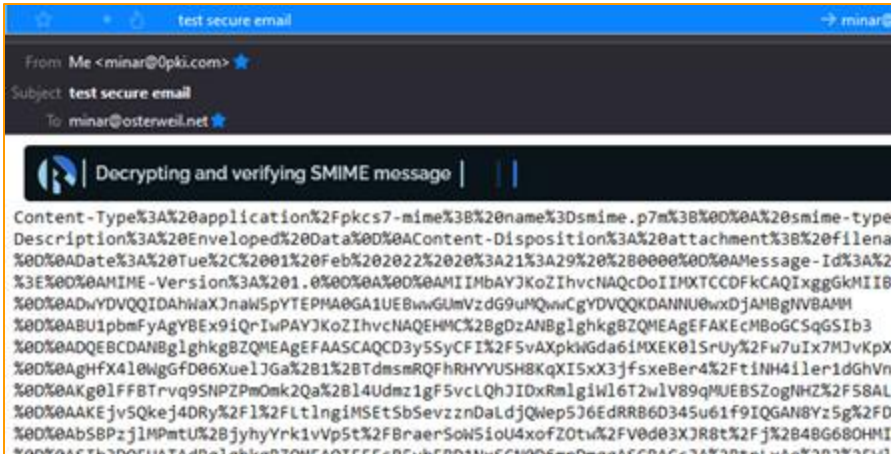 test secure email
→ minar@
From Me <minar@0pki.com>
Subject test secure email
To minar@osterweil.net
Decrypting and verifying SMIME message
Content-Type%3A%20application%2Fpkcs7-mime%3B%20name%3Dsmime.p7m%3B%0D%0A%20smime-type
Description%3A%20Enveloped%20Data%0D%0AContent-Disposition%3A%20attachment%3B%20filena
%0D%0ADate%3A%20Tue%2C%2001%20Feb%202022%2020%3A21%3A29%20%2B0000%0D%0AMessage-Id%3A%2
%3E%0D%0AMIME-Version%3A%201.0%0D%0A%0D%0AMIIMbAYJKoZIhvcNAQcDoIIMXTCCDFkCAQIxggGkMIIB
%0D%0ADwYDVQQIDAhWaXJnaW5pYTEPMA0GA1UEBwwGUmVzdG9uMQwwCgYDVQQKDANNU0wxDjAMBgNVBAMM
%0D%0ABU1pbmFyAgYBEx9iQrIwPAYJKoZIhvcNAQEHMC%2BgDzANBglghkgBZQMEAgEFAKEcMBoGCSqGSIb3
%0D%0ADQEBCDANBglghkgBZQMEAgEFAASCAQCD3y5SyCFI%2F5vAXpkWGda6iMXEK0lSrUy%2Fw7uIx7MJvKpX
%0D%0AgHfX4l0WgGfD06XuelJGa%2B1%2BTdmsmRQFhRHYYUSH8KqXI5xX3jfsxeBer4%2FtiNH4iler1dGhVn
%0D%0AKg0lFFBTrvq9SNPZPmOmk2Qa%2Bl4Udmz1gF5vcLQhJIDxRmlgiWl6T2wlV89qMUEBSZogNHZ%2F58AL
%0D%0AAKEjvSQkej4DRy%2Fl%2FLtlngiMSEtSbSevzznDaLdjQWep5J6EdRRB6D345u61f9IQGAN8Yz5g%2FD
%0D%0AbSBPzjlMPmtU%2BjyhyYrk1vVp5t%2FBraerSoW5ioU4xofZOtw%2FV0d03XJR8t%2Fj%2B4BG68OHMI